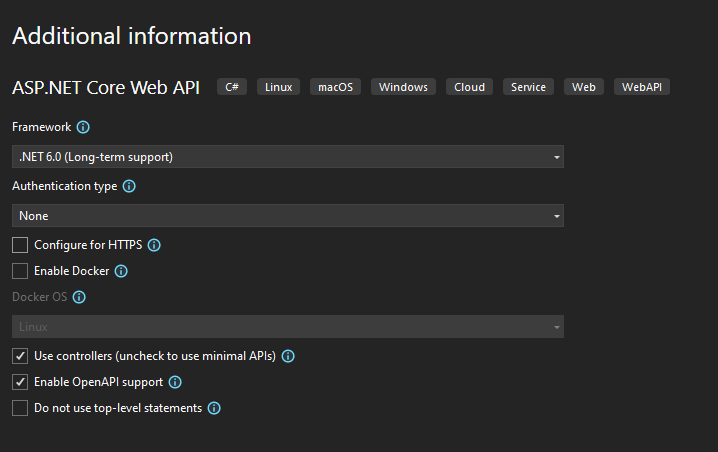 Additional information
ASP.NET Core Web API C# Linux macOS Windows Cloud Service Web WebAPI
Framework
.NET 6.0 (Long-term support)
Authentication type
None
Configure for HTTPS
Enable Docker
Docker OS
Linux
Use controllers (uncheck to use minimal APIs)
Enable OpenAPI support
Do not use top-level statements